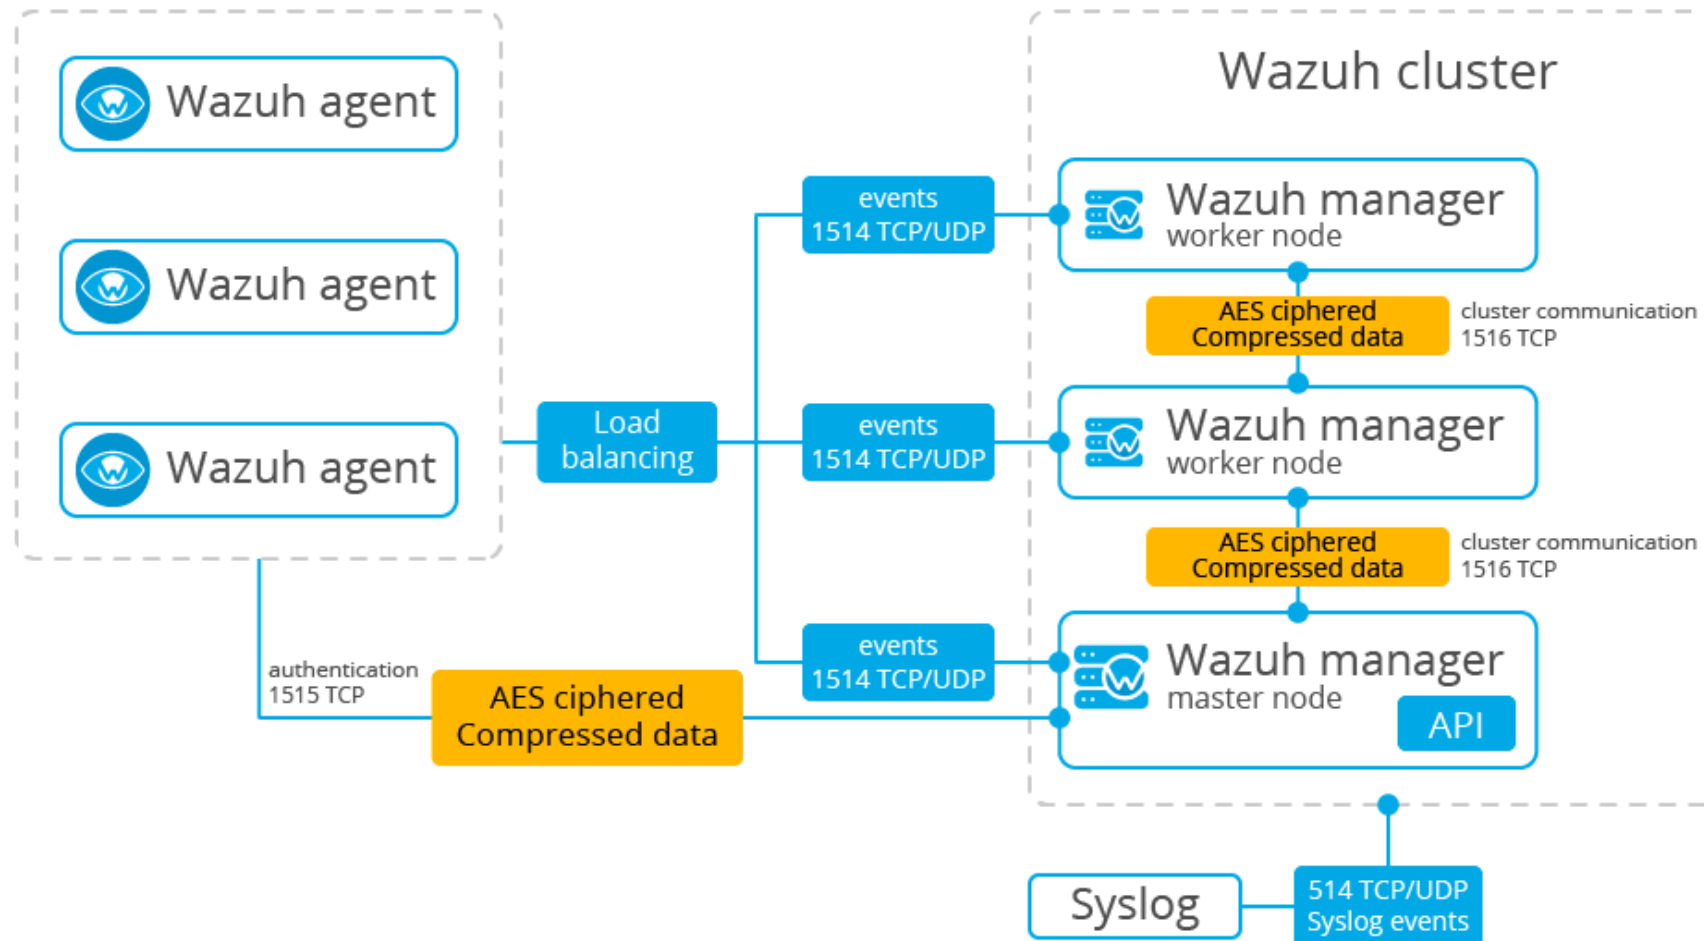 Wazuh agent
Wazuh agent
Wazuh agent
Load
balancing
authentication
1515 TCP
AES ciphered
Compressed data
events
1514 TCP/UDP
events
1514 TCP/UDP
events
1514 TCP/UDP
Wazuh cluster
Wazuh manager
worker node
AES ciphered
Compressed data
cluster communication
1516 TCP
Wazuh manager
worker node
AES ciphered
Compressed data
cluster communication
1516 TCP
Wazuh manager
master node
API
Syslog
514 TCP/UDP
Syslog events